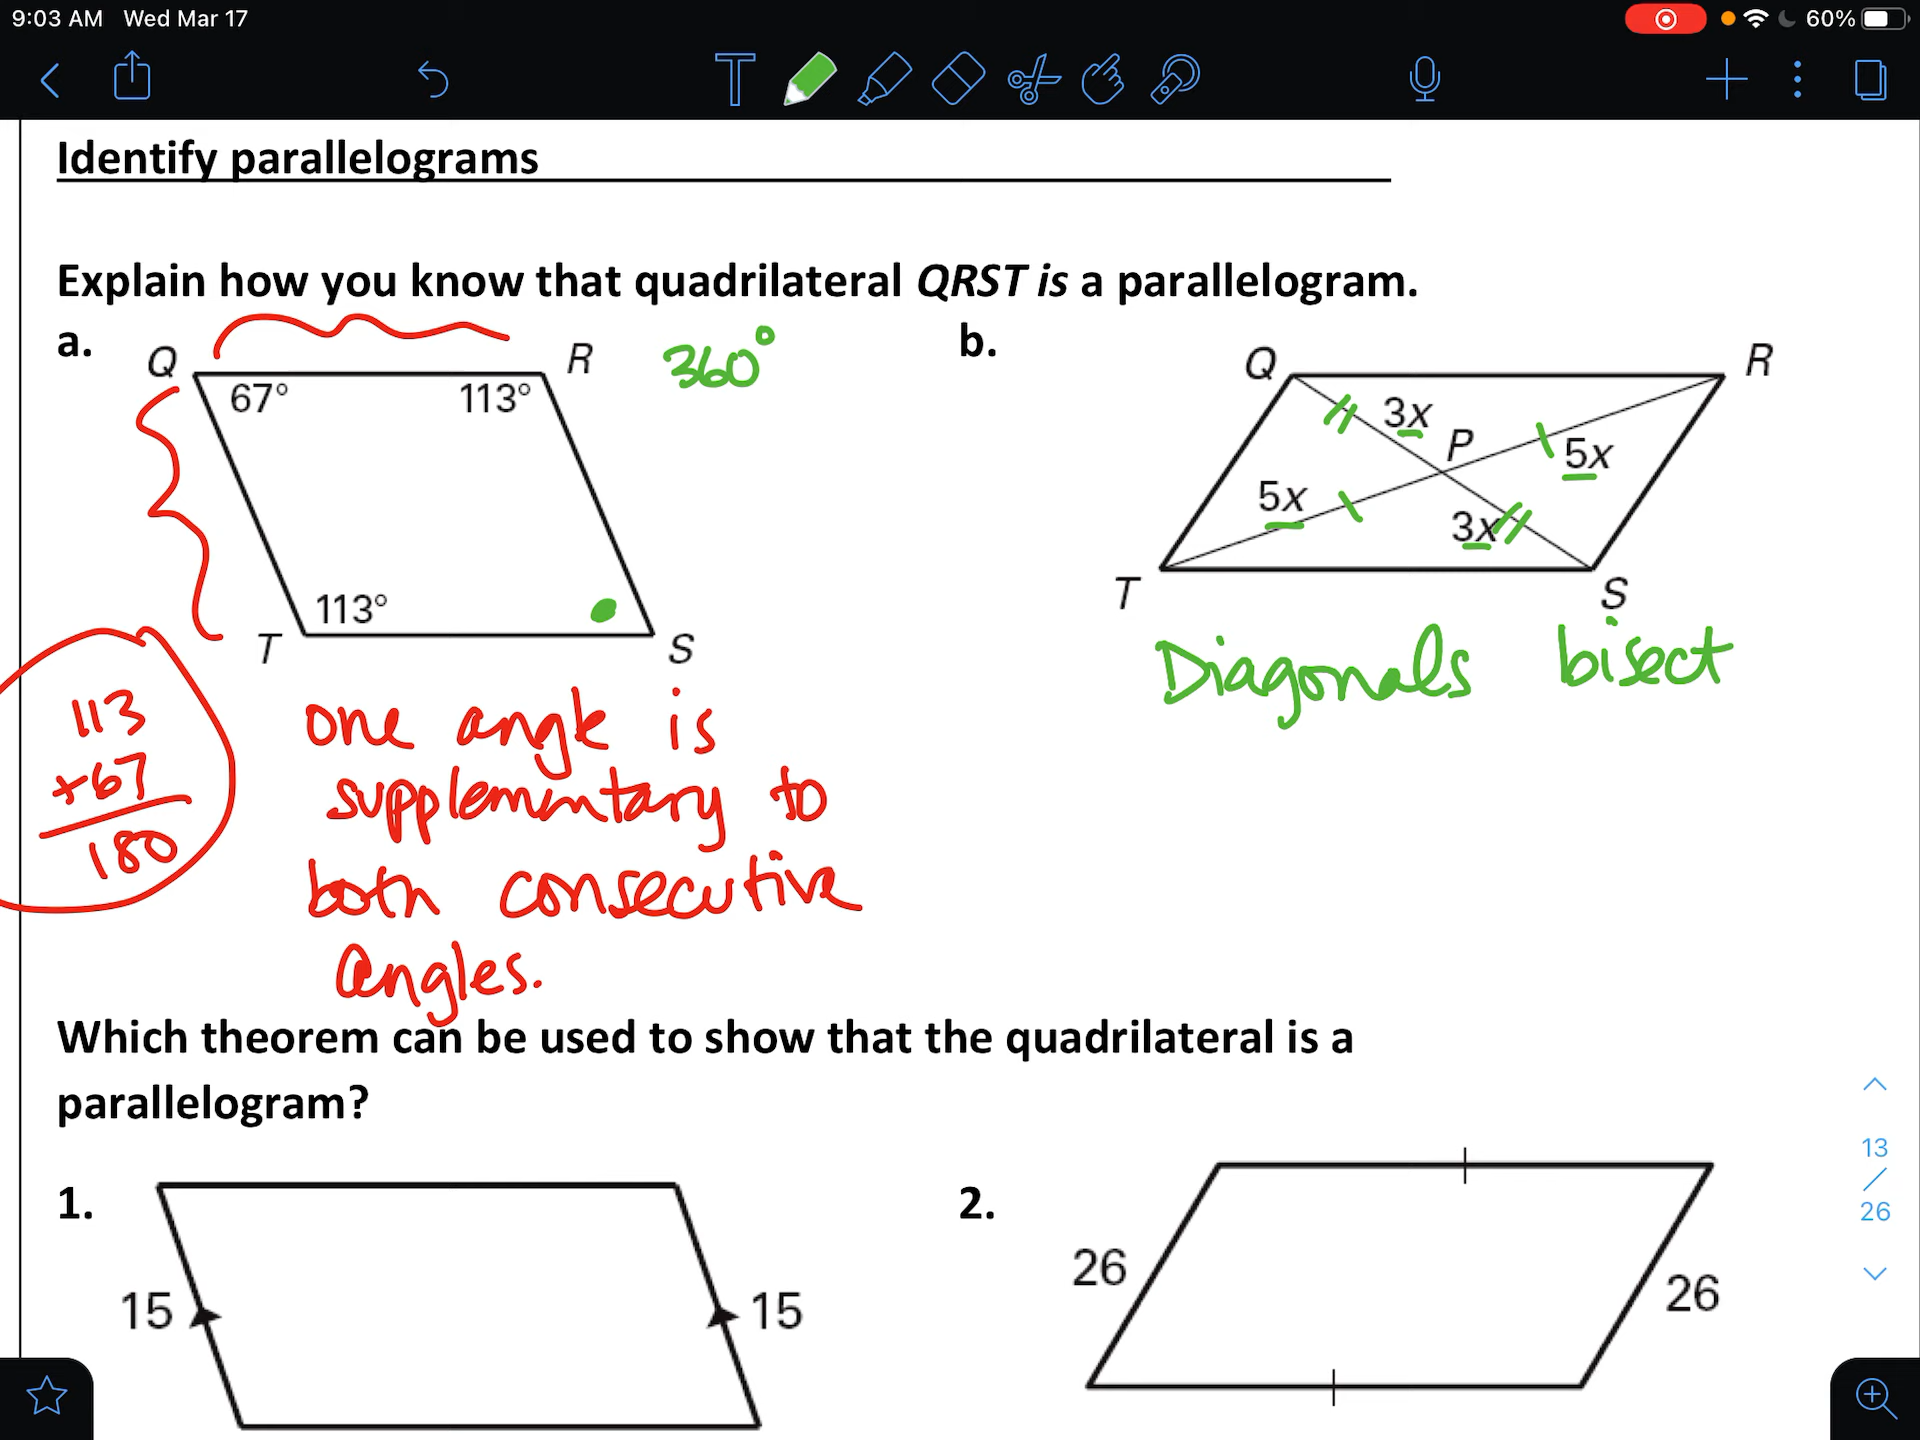 9:03 AM Wed Mar 17
60%
Identify parallelograms
Explain how you know that quadrilateral QRST is a parallelogram.
a.
Q
R
67°
113°
113°
T
S
360°
113
+67
180
one angle is
supplementary to
both consecutive
angles.
b.
Q
R
3x
P
5x
5x
3x
T
S
Diagonals bisect
Which theorem can be used to show that the quadrilateral is a
parallelogram?
1.
15
15
2.
26
26
13
/
26